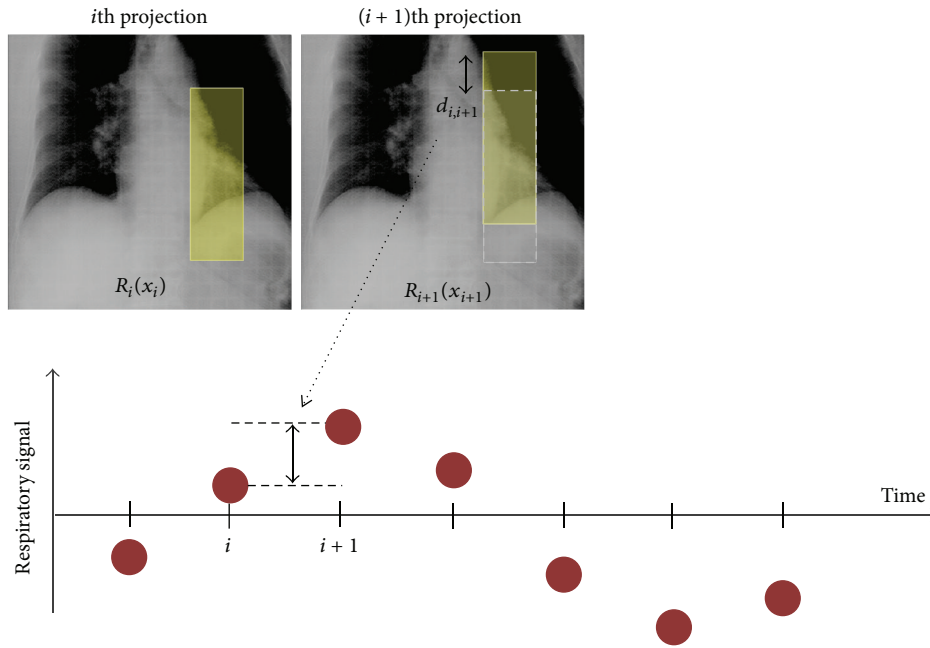 ith projection
(i + 1)th projection
d_{i,i+1}
R_i(x_i)
R_{i+1}(x_{i+1})
Respiratory signal
Time
i
i + 1